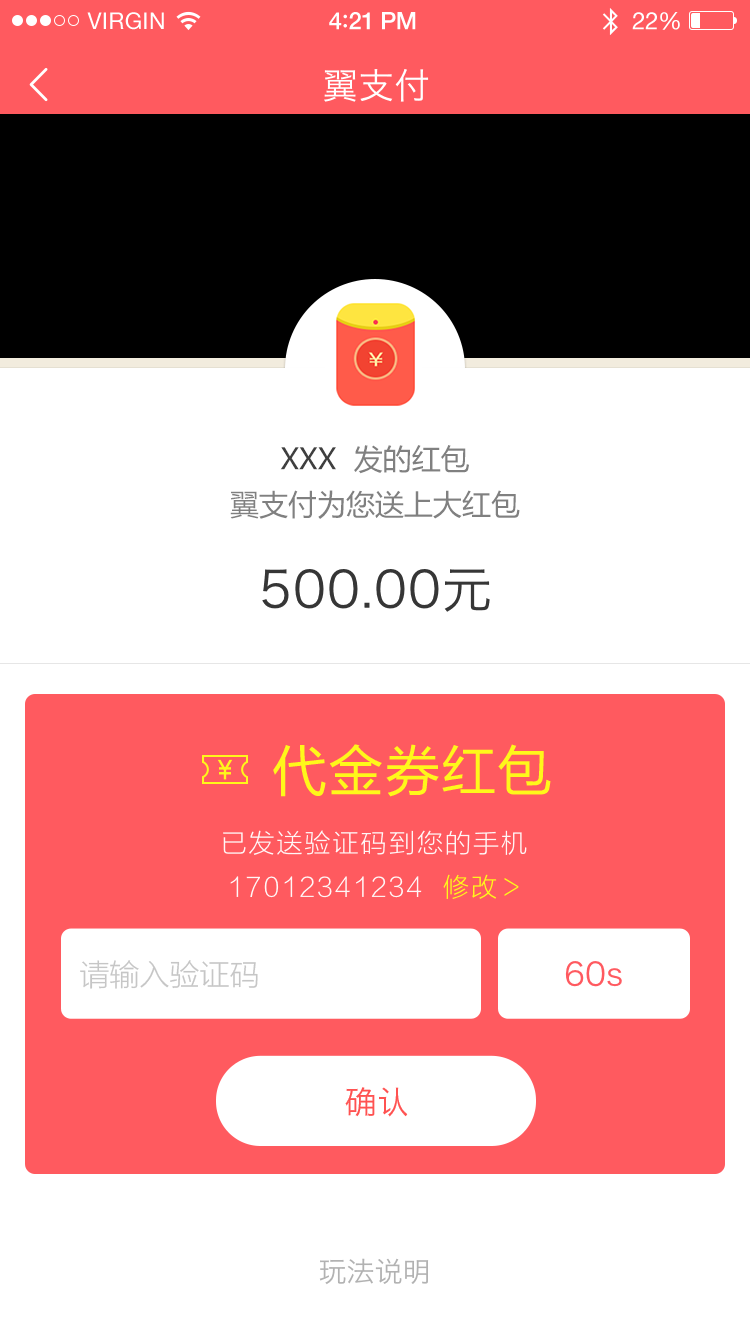 VIRGIN 4:21 PM 22%
翼支付
¥
XXX 发的红包
翼支付为您送上大红包
500.00元
¥ 代金券红包
已发送验证码到您的手机
17012341234 修改>
请输入验证码 60s
确认
玩法说明